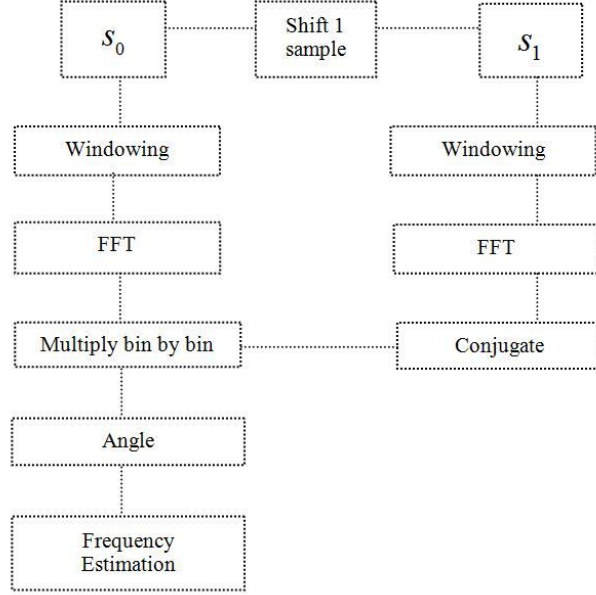 s0
Shift 1
sample
s1
Windowing
Windowing
FFT
FFT
Multiply bin by bin
Conjugate
Angle
Frequency
Estimation